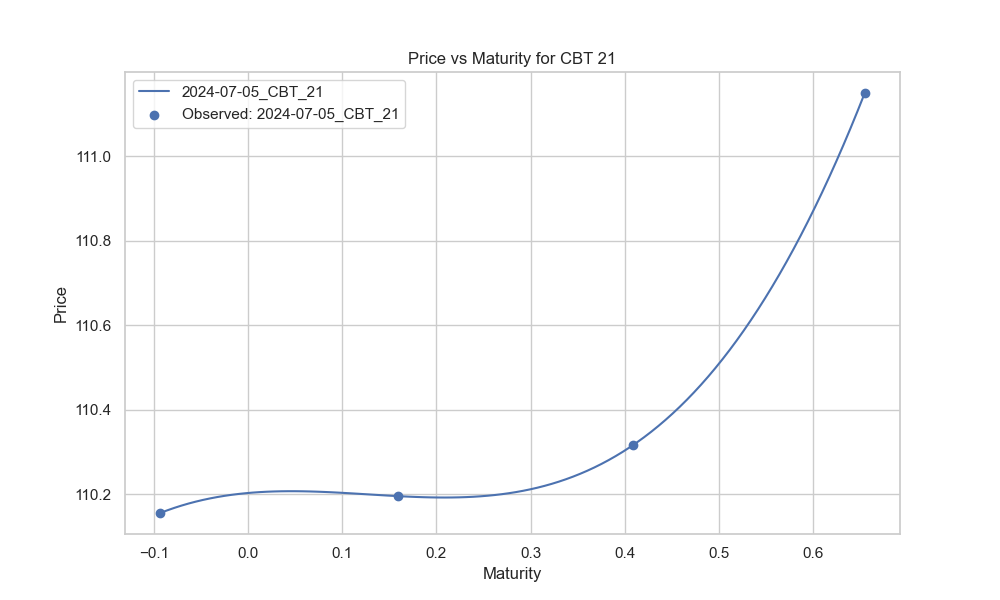 Price vs Maturity for CBT 21
2024-07-05_CBT_21
Observed: 2024-07-05_CBT_21
Price
111.0
110.8
110.6
110.4
110.2
−0.1 0.0 0.1 0.2 0.3 0.4 0.5 0.6
Maturity